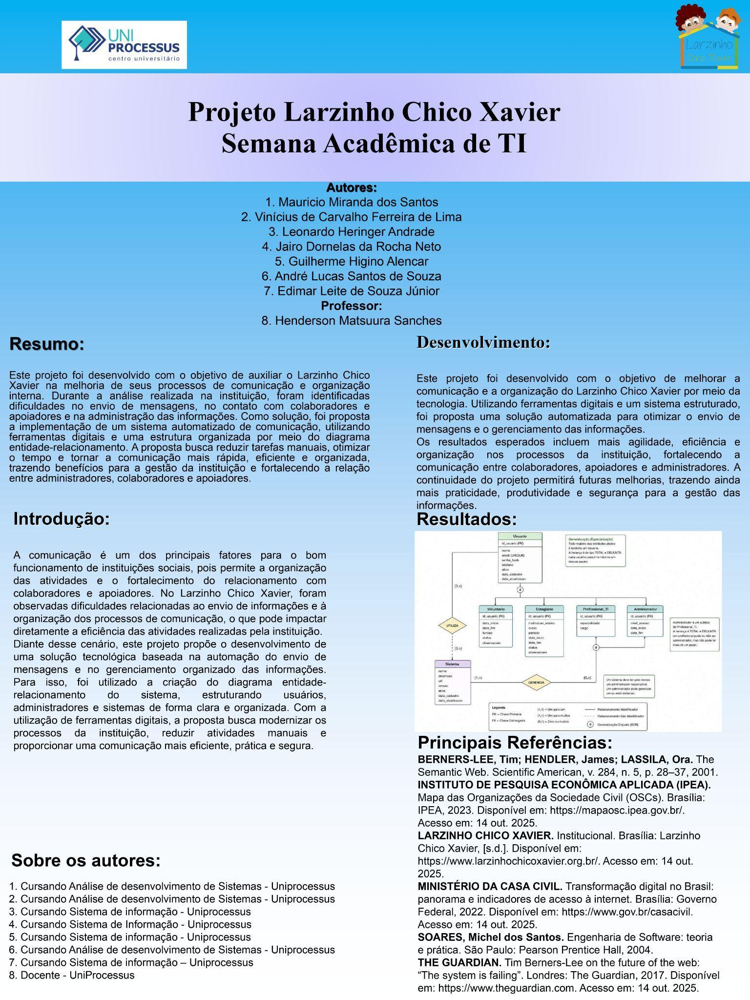 UNI
PROCESSUS
centro universitário
Larzinho
Chico Xavier
Projeto Larzinho Chico Xavier
Semana Acadêmica de TI
Autores:
1. Mauricio Miranda dos Santos
2. Vinícius de Carvalho Ferreira de Lima
3. Leonardo Heringer Andrade
4. Jairo Dornelas da Rocha Neto
5. Guilherme Higino Alencar
6. André Lucas Santos de Souza
7. Edimar Leite de Souza Júnior
Professor:
8. Henderson Matsuura Sanches
Resumo:
Este projeto foi desenvolvido com o objetivo de auxiliar o Larzinho Chico
Xavier na melhoria de seus processos de comunicação e organização
interna. Durante a análise realizada na instituição, foram identificadas
dificuldades no envio de mensagens, no contato com colaboradores e
apoiadores e na administração das informações. Como solução, foi proposta
a implementação de um sistema automatizado de comunicação, utilizando
ferramentas digitais e uma estrutura organizada por meio do diagrama
entidade-relacionamento. A proposta busca reduzir tarefas manuais, otimizar
o tempo e tornar a comunicação mais rápida, eficiente e organizada,
trazendo benefícios para a gestão da instituição e fortalecendo a relação
entre administradores, colaboradores e apoiadores.
Introdução:
A comunicação é um dos principais fatores para o bom
funcionamento de instituições sociais, pois permite a organização
das atividades e o fortalecimento do relacionamento com
colaboradores e apoiadores. No Larzinho Chico Xavier, foram
observadas dificuldades relacionadas ao envio de informações e à
organização dos processos de comunicação, o que pode impactar
diretamente a eficiência das atividades realizadas pela instituição.
Diante desse cenário, este projeto propõe o desenvolvimento de
uma solução tecnológica baseada na automação do envio de
mensagens e no gerenciamento organizado das informações.
Para isso, foi utilizado a criação do diagrama entidade-
relacionamento do sistema, estruturando usuários,
administradores e sistemas de forma clara e organizada. Com a
utilização de ferramentas digitais, a proposta busca modernizar os
processos da instituição, reduzir atividades manuais e
proporcionar uma comunicação mais eficiente, prática e segura.
Sobre os autores:
1. Cursando Análise de desenvolvimento de Sistemas - Uniprocessus
2. Cursando Análise de desenvolvimento de Sistemas - Uniprocessus
3. Cursando Sistema de informação - Uniprocessus
4. Cursando Sistema de Informação - Uniprocessus
5. Cursando Sistema de informação - Uniprocessus
6. Cursando Análise de desenvolvimento de Sistemas - Uniprocessus
7. Cursando Sistema de informação – Uniprocessus
8. Docente - UniProcessus
Desenvolvimento:
Este projeto foi desenvolvido com o objetivo de melhorar a
comunicação e a organização do Larzinho Chico Xavier por meio da
tecnologia. Utilizando ferramentas digitais e um sistema estruturado,
foi proposta uma solução automatizada para otimizar o envio de
mensagens e o gerenciamento das informações.
Os resultados esperados incluem mais agilidade, eficiência e
organização nos processos da instituição, fortalecendo a
comunicação entre colaboradores, apoiadores e administradores. A
continuidade do projeto permitirá futuras melhorias, trazendo ainda
mais praticidade, produtividade e segurança para a gestão das
informações.
Resultados:
Usuario
id_usuario (PK)
nome
email (UNIQUE)
senha_hash
telefone
ativo
data_cadastro
data_atualizacao
Generalização (Especialização)
Todo registro das entidades abaixo
é também um Usuario.
A herança é do tipo TOTAL e DISJUNTA:
cada usuário possui no máximo um
desses papéis.
(0,n)
d
Voluntario
id_usuario (FK)
data_inicio
data_fim
funcao
status
observacoes
Estagiario
id_usuario (FK)
instituicao_ensino
curso
periodo
data_inicio
data_fim
status
observacoes
Profissional_TI
id_usuario (FK)
especialidade
cargo
Administrador
id_usuario (FK)
nivel_acesso
data_inicio
data_fim
Administrador é um subtipo
de Profissional_TI.
A herança é TOTAL e DISJUNTA:
um profissional pode ou não ser
administrador, mas não pode ter
mais de um papel.
UTILIZA
(0,n)
d
Sistema
nome
descricao
url
versao
ativo
data_cadastro
data_atualizacao
(1,n)
GERENCIA
(0,n)
Um sistema deve ter pelo menos
um administrador responsável.
Um administrador pode gerenciar
um ou mais sistemas.
Legenda
PK = Chave Primária
FK = Chave Estrangeira
(1,1) = Um para um
(1,n) = Um para muitos
(0,n) = Zero ou muitos
Relacionamento Identificador
Relacionamento Não Identificador
d
Generalização Disjunta (XOR)
Principais Referências:
BERNERS-LEE, Tim; HENDLER, James; LASSILA, Ora. The
Semantic Web. Scientific American, v. 284, n. 5, p. 28–37, 2001.
INSTITUTO DE PESQUISA ECONÔMICA APLICADA (IPEA).
Mapa das Organizações da Sociedade Civil (OSCs). Brasília:
IPEA, 2023. Disponível em: https://mapaosc.ipea.gov.br/.
Acesso em: 14 out. 2025.
LARZINHO CHICO XAVIER. Institucional. Brasília: Larzinho
Chico Xavier, [s.d.]. Disponível em:
https://www.larzinhochicoxavier.org.br/. Acesso em: 14 out.
2025.
MINISTÉRIO DA CASA CIVIL. Transformação digital no Brasil:
panorama e indicadores de acesso à internet. Brasília: Governo
Federal, 2022. Disponível em: https://www.gov.br/casacivil.
Acesso em: 14 out. 2025.
SOARES, Michel dos Santos. Engenharia de Software: teoria
e prática. São Paulo: Pearson Prentice Hall, 2004.
THE GUARDIAN. Tim Berners-Lee on the future of the web:
“The system is failing”. Londres: The Guardian, 2017. Disponível
em: https://www.theguardian.com. Acesso em: 14 out. 2025.